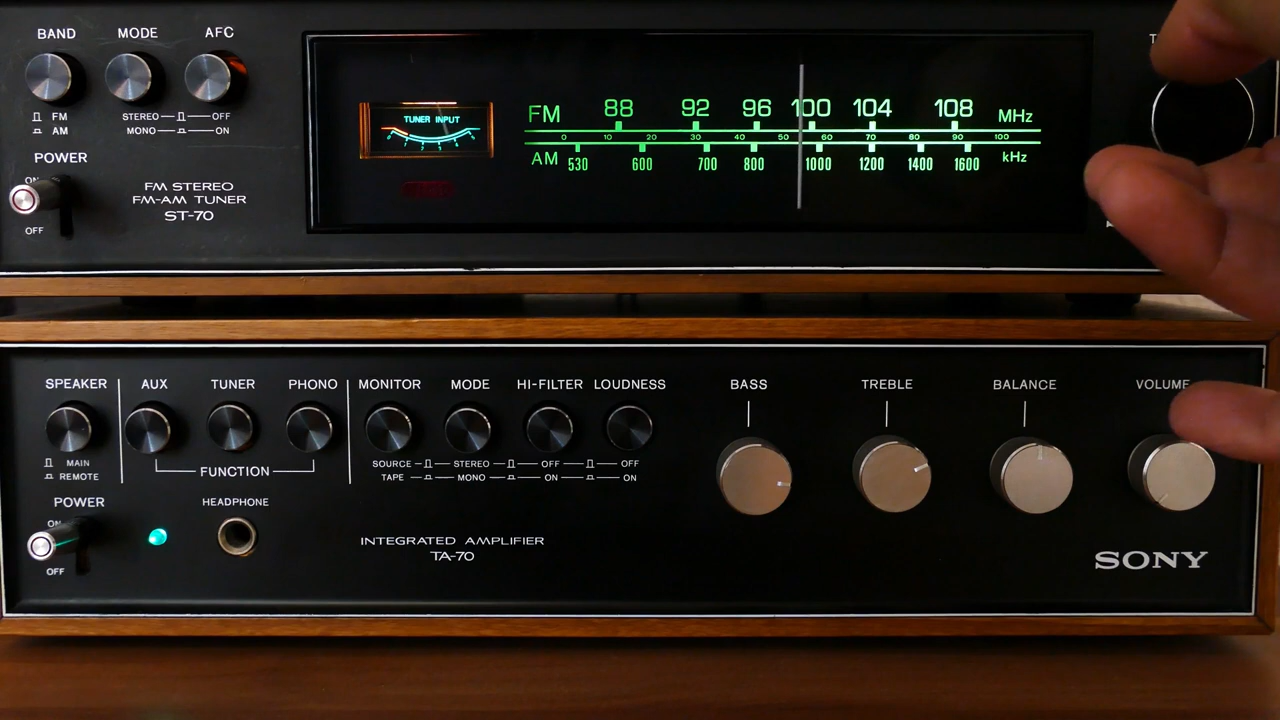 BAND MODE AFC
FM STEREO OFF
AM MONO ON
POWER
ON
OFF
FM STEREO
FM-AM TUNER
ST-70
TUNER INPUT
FM 88 92 96 100 104 108 MHz
0 10 20 30 40 50 60 70 80 90 100
AM 530 600 700 800 1000 1200 1400 1600 kHz
SPEAKER AUX TUNER PHONO MONITOR MODE HI-FILTER LOUDNESS BASS TREBLE BALANCE VOLUME
MAIN FUNCTION SOURCE STEREO OFF OFF
REMOTE TAPE MONO ON ON
POWER HEADPHONE
ON
OFF
INTEGRATED AMPLIFIER
TA-70
SONY